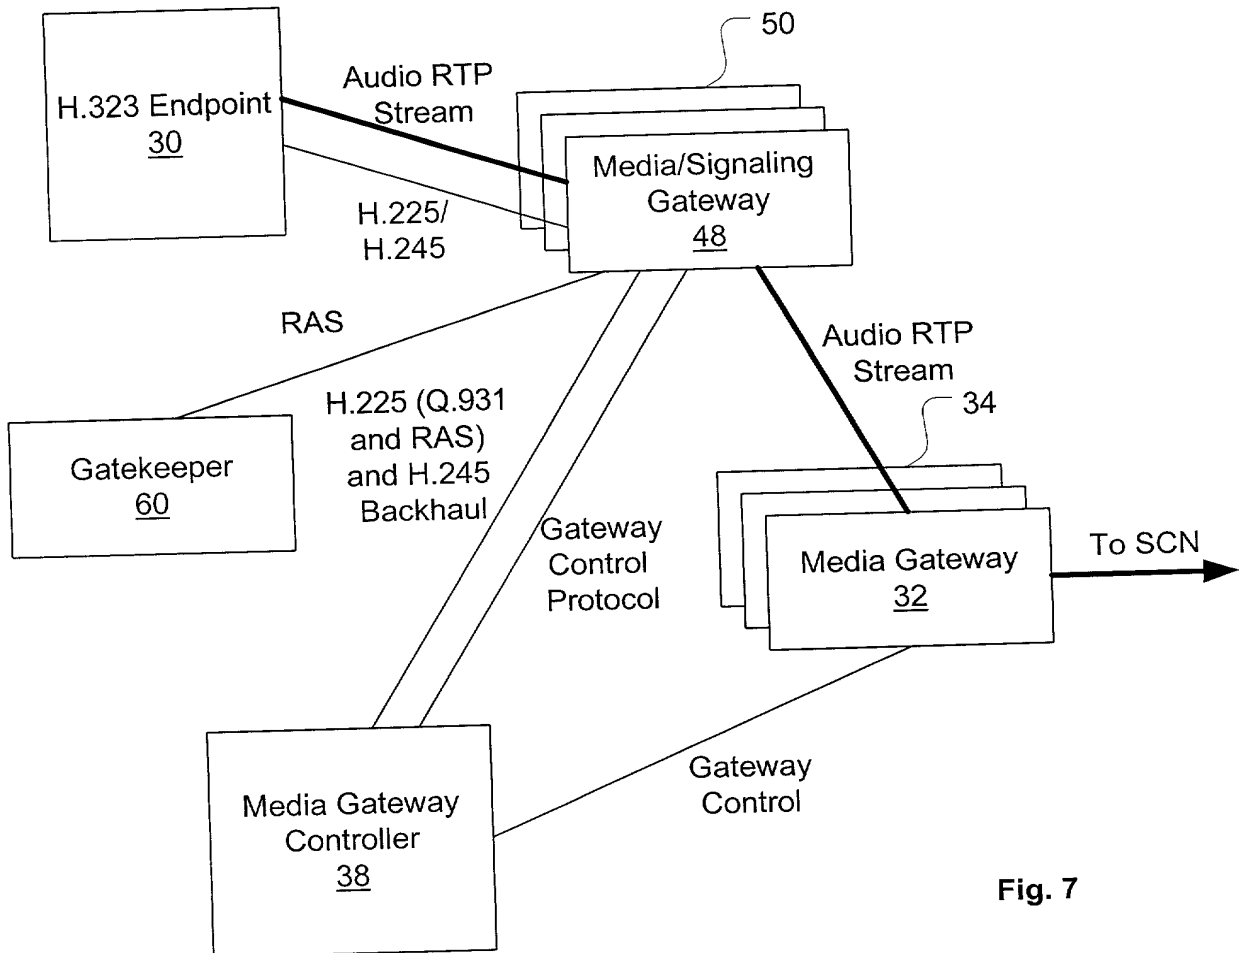 50
Audio RTP
Stream
H.323 Endpoint
30
Media/Signaling
Gateway
48
H.225/
H.245
RAS
Audio RTP
Stream
34
H.225 (Q.931
and RAS)
and H.245
Backhaul
Gatekeeper
60
Gateway
Control
Protocol
Media Gateway
32
To SCN
Gateway
Control
Media Gateway
Controller
38
Fig. 7